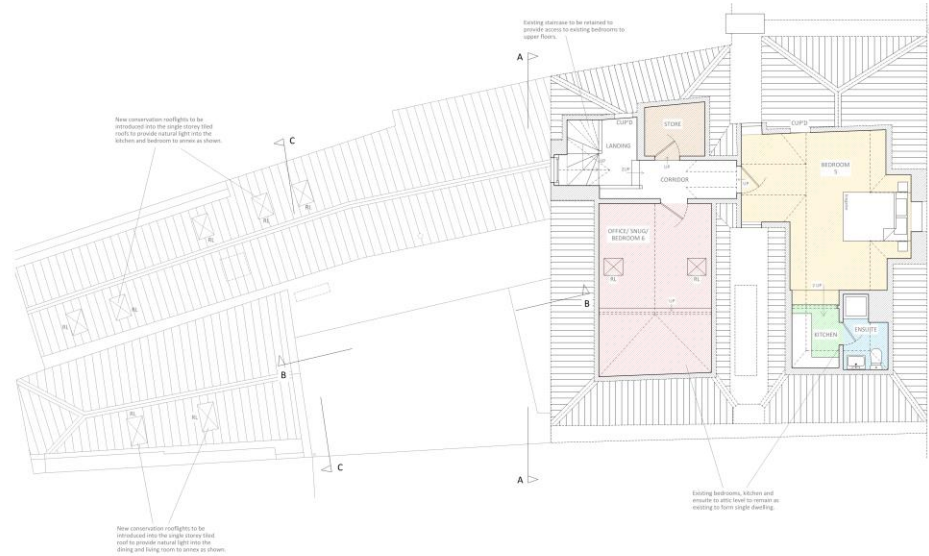 Existing staircase to be retained to
provide access to existing bedrooms to
upper floors.
A
New conservation rooflights to be
introduced into the single storey tiled
roofs to provide natural light into the
kitchen and bedroom to annex as shown.
C
CUP'D
STORE
LANDING
UP
UP
CORRIDOR
CUP'D
BEDROOM
5
UP
RL
RL
OFFICE/ SNUG/
BEDROOM 6
RL
RL
UP
B
RL
RL
KITCHEN
ENSUITE
B
RL
RL
C
A
Existing bedrooms, kitchen and
ensuite to attic level to remain as
existing to form single dwelling.
New conservation rooflights to be
introduced into the single storey tiled
roof to provide natural light into the
dining and living room to annex as shown.